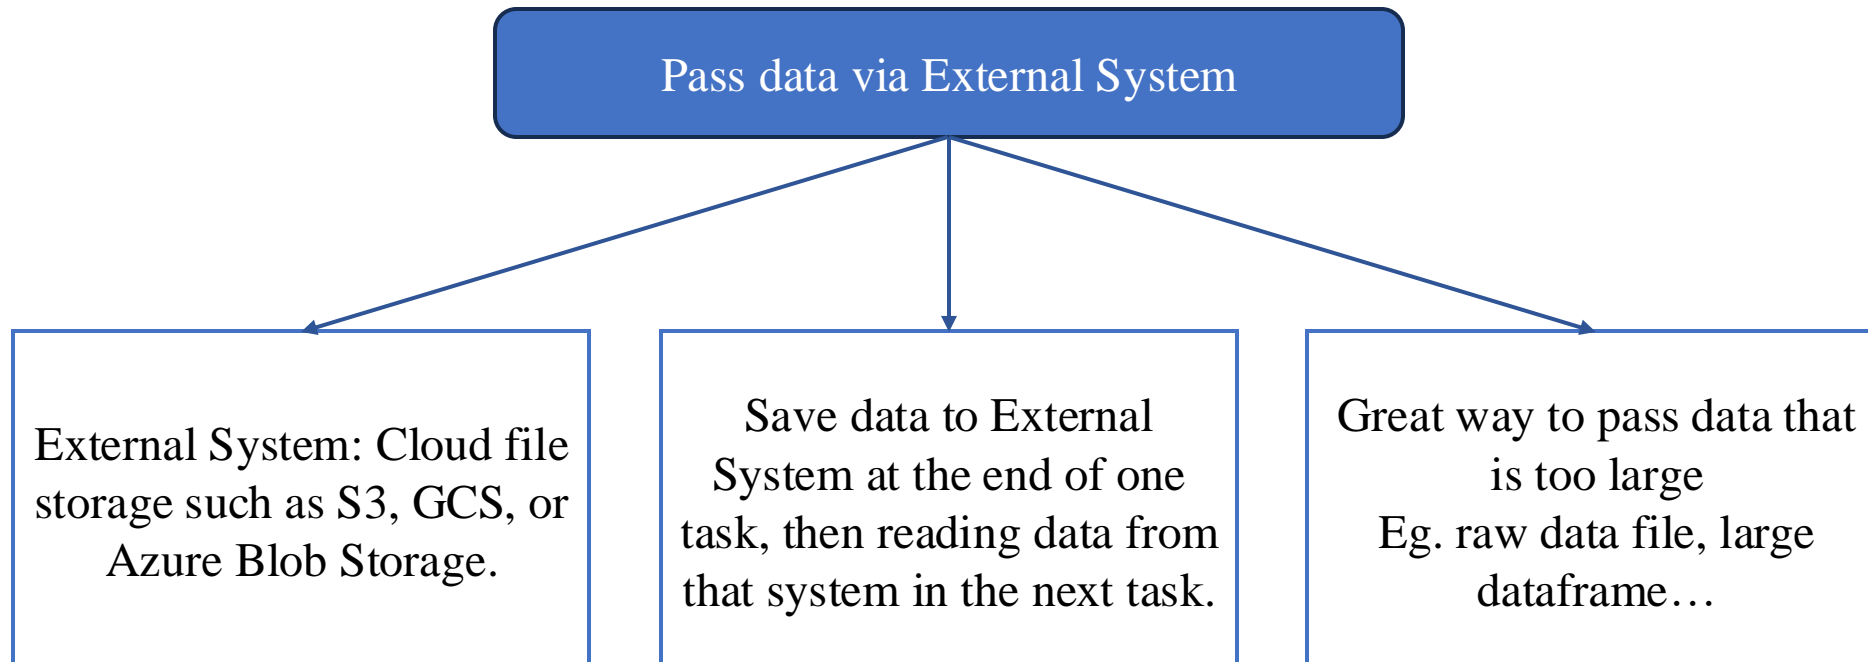 Pass data via External System
External System: Cloud file
storage such as S3, GCS, or
Azure Blob Storage.
Save data to External
System at the end of one
task, then reading data from
that system in the next task.
Great way to pass data that
is too large
Eg. raw data file, large
dataframe…